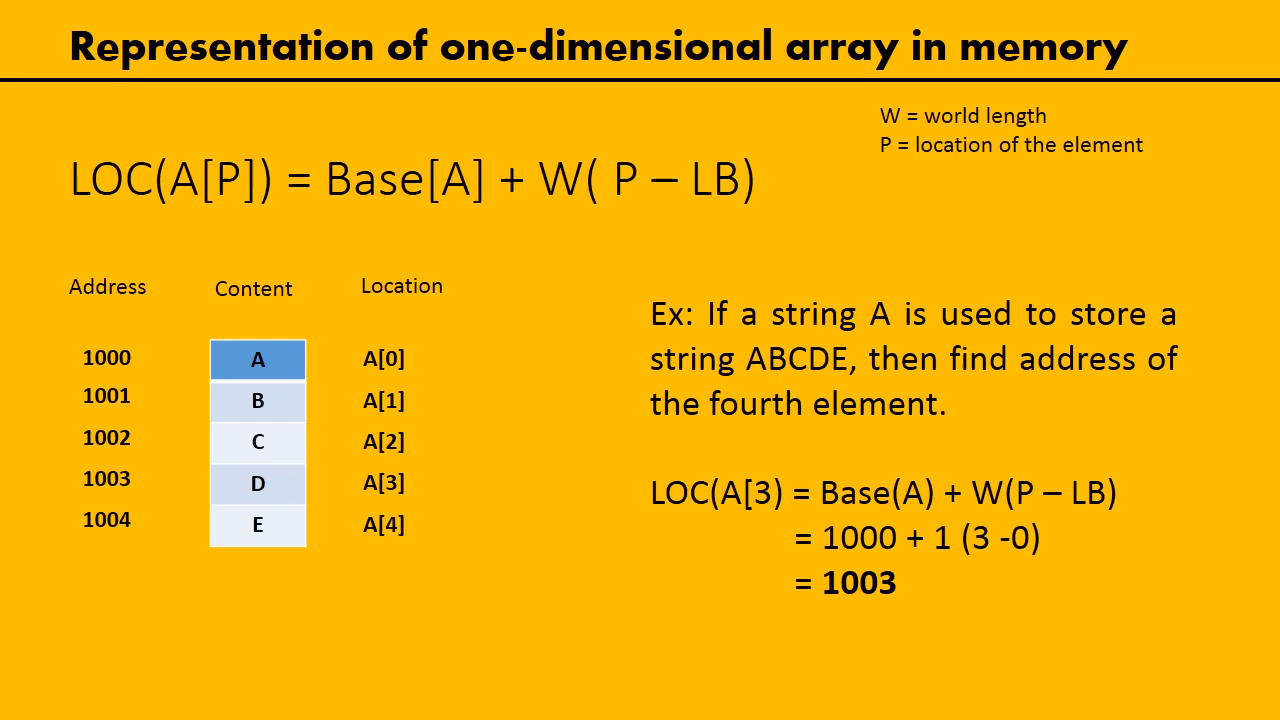 Representation of one-dimensional array in memory
W = world length
P = location of the element
LOC(A[P]) = Base[A] + W( P – LB)
Address Content Location
1000 A A[0]
1001 B A[1]
1002 C A[2]
1003 D A[3]
1004 E A[4]
Ex: If a string A is used to store a
string ABCDE, then find address of
the fourth element.
LOC(A[3) = Base(A) + W(P – LB)
= 1000 + 1 (3 -0)
= 1003